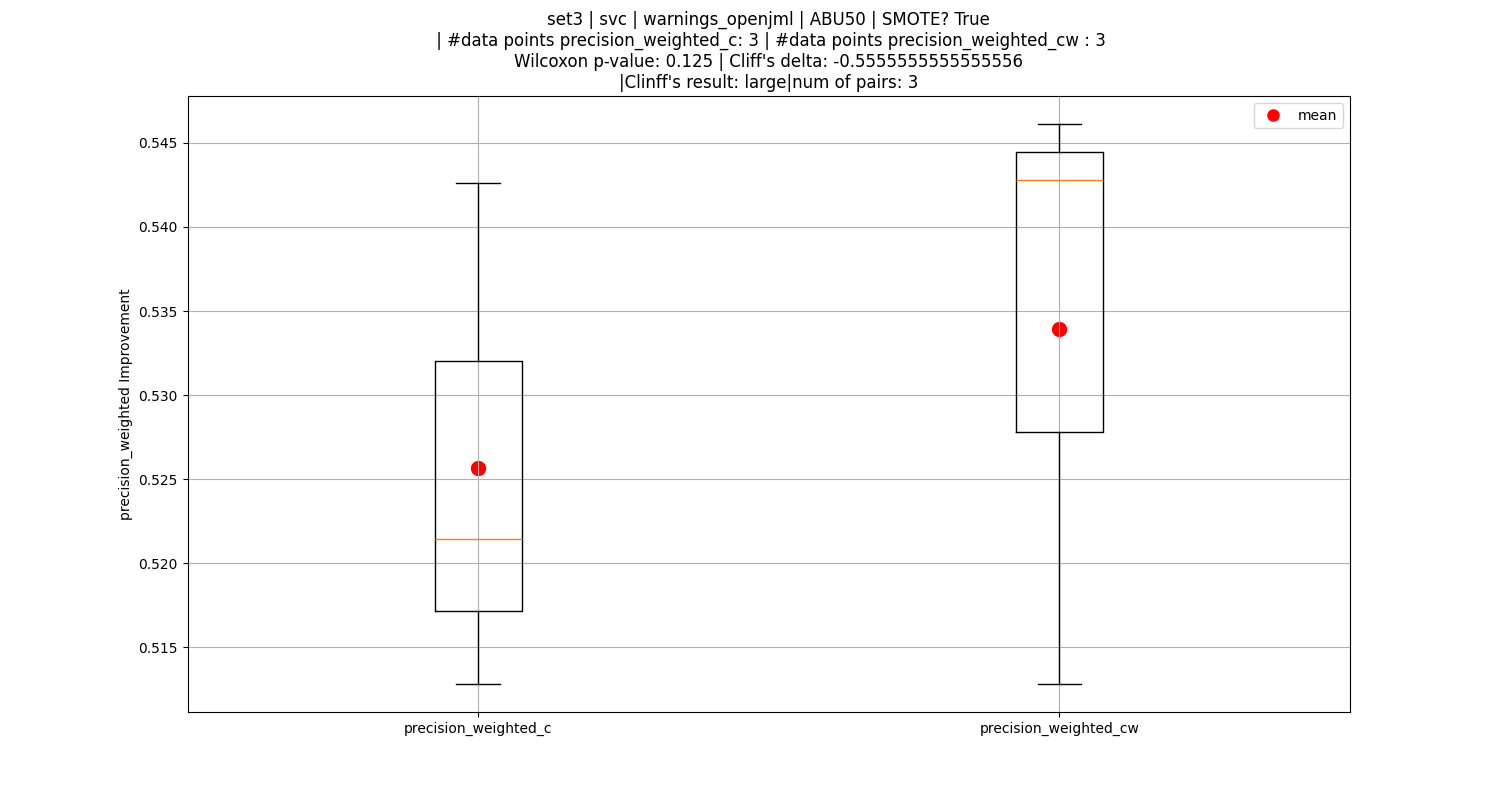 set3 | svc | warnings_openjml | ABU50 | SMOTE? True
| #data points precision_weighted_c: 3 | #data points precision_weighted_cw : 3
Wilcoxon p-value: 0.125 | Cliff's delta: -0.5555555555555556
|Clinff's result: large|num of pairs: 3
mean
0.545
0.540
0.535
0.530
0.525
0.520
0.515
precision_weighted Improvement
precision_weighted_c
precision_weighted_cw